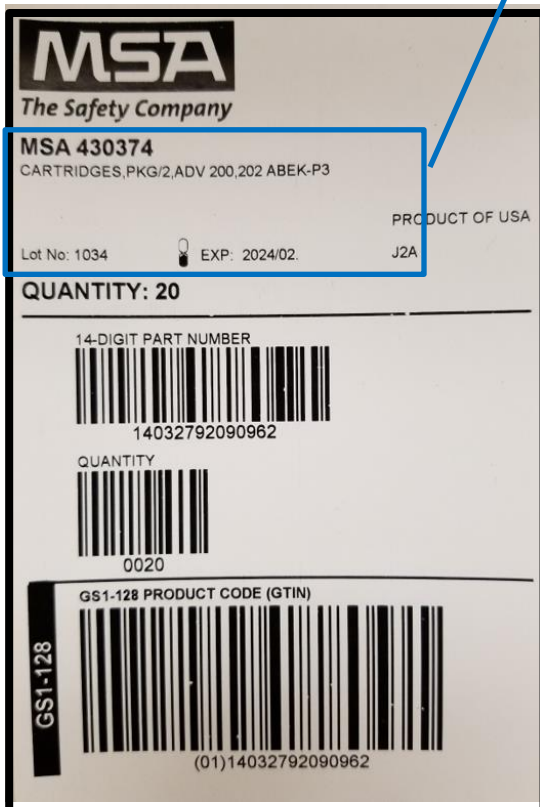 MSA
The Safety Company
MSA 430374
CARTRIDGES,PKG/2,ADV 200,202 ABEK-P3
PRODUCT OF USA
Lot No: 1034 EXP: 2024/02. J2A
QUANTITY: 20
14-DIGIT PART NUMBER
14032792090962
QUANTITY
0020
GS1-128 PRODUCT CODE (GTIN)
GS1-128
(01)14032792090962